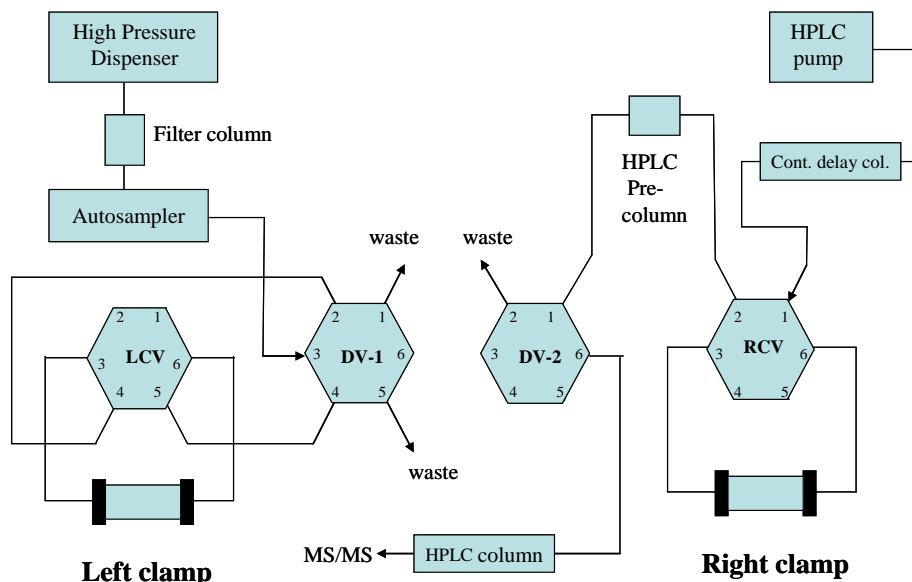 High Pressure
Dispenser
HPLC
pump
Filter column
HPLC
Pre-
column
Cont. delay col.
Autosampler
waste
waste
2 1
3 LCV 6
4 5
2 1
3 DV-1 6
4 5
2 1
3 DV-2 6
4 5
2 1
3 RCV 6
4 5
waste
MS/MS
HPLC column
Left clamp
Right clamp